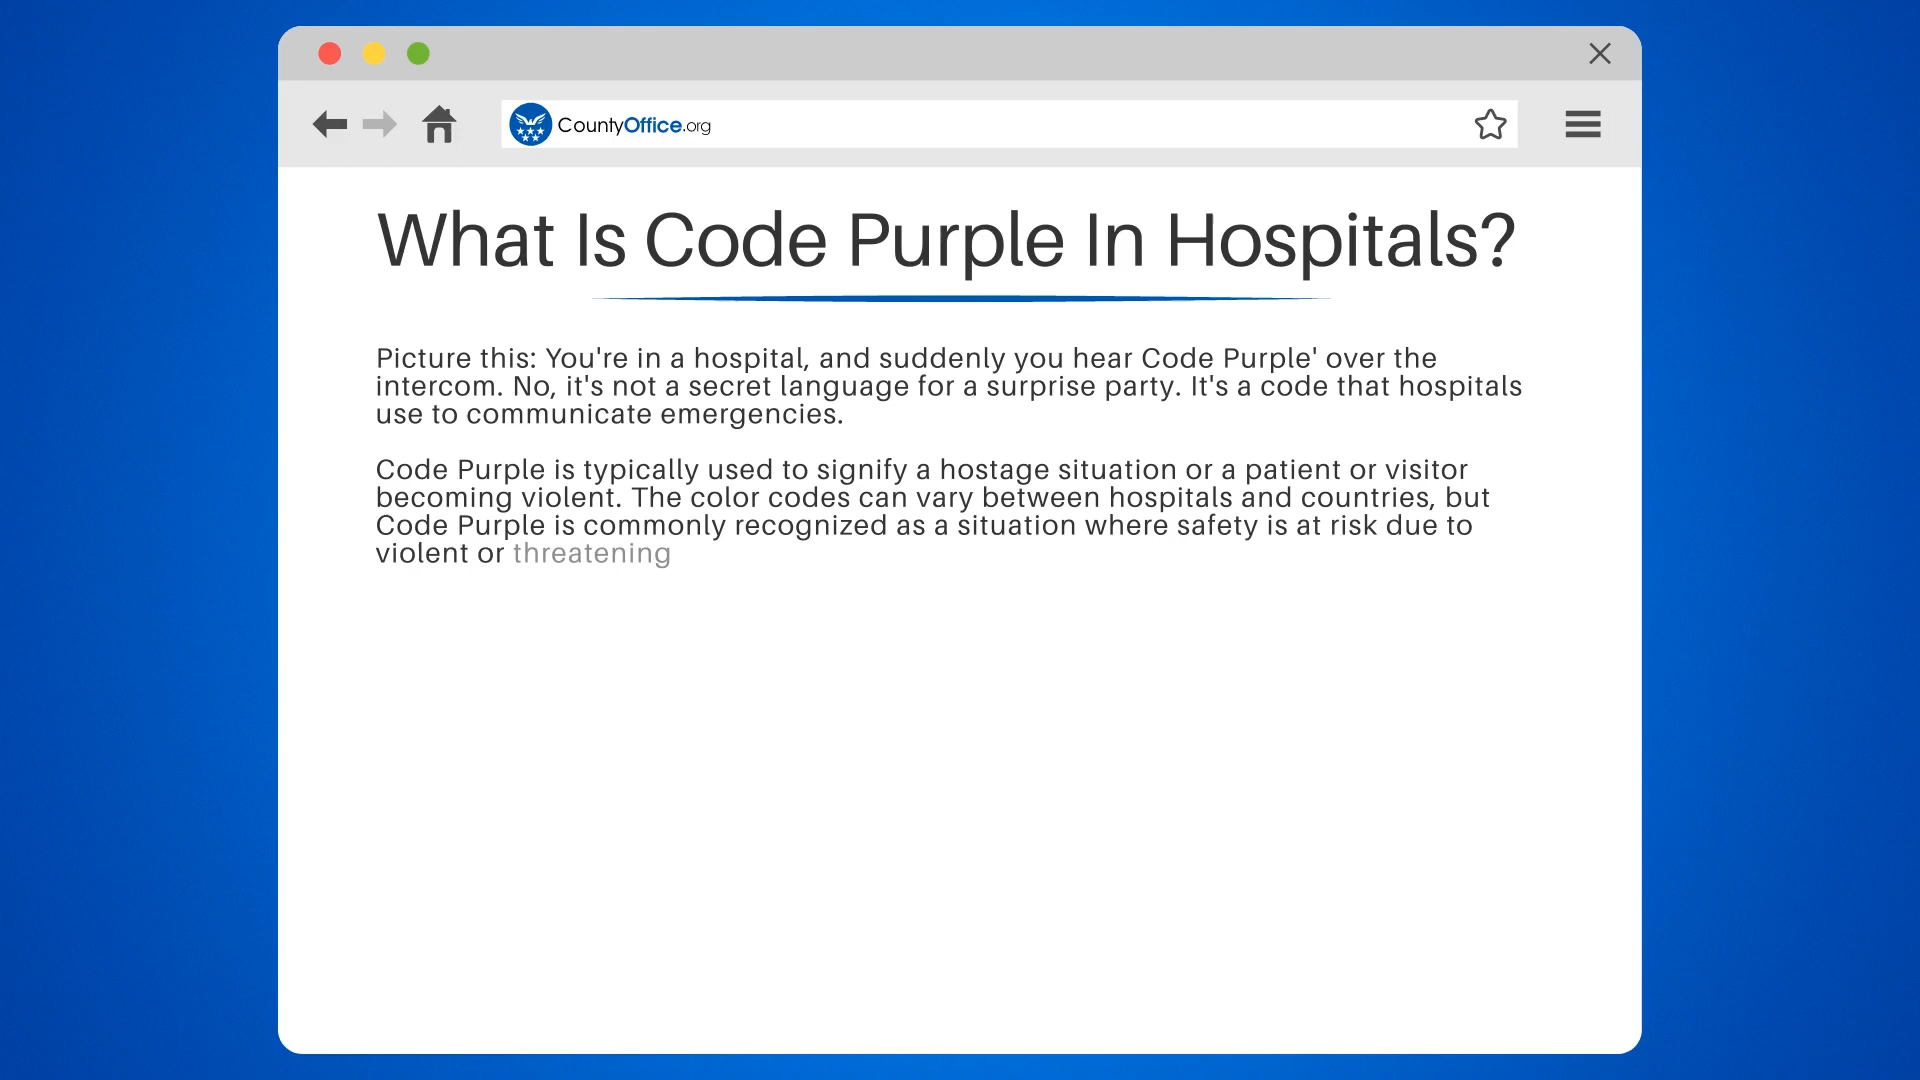 CountyOffice.org
What Is Code Purple In Hospitals?
Picture this: You're in a hospital, and suddenly you hear Code Purple' over the
intercom. No, it's not a secret language for a surprise party. It's a code that hospitals
use to communicate emergencies.
Code Purple is typically used to signify a hostage situation or a patient or visitor
becoming violent. The color codes can vary between hospitals and countries, but
Code Purple is commonly recognized as a situation where safety is at risk due to
violent or threatening